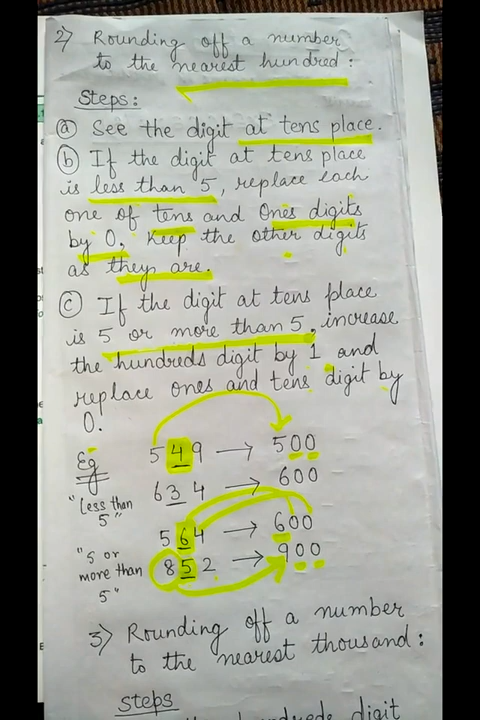 2) Rounding off a number
to the nearest hundred:
Steps:
(a) See the digit at tens place.
(b) If the digit at tens place
is less than 5, replace each
one of tens and Ones digits
by 0, Keep the other digits
as they are.
(c) If the digit at tens place
is 5 or more than 5, increase
the hundreds digit by 1 and
replace ones and tens digit by
0.
Eg 549 → 500
"less than 5" 634 → 600
564 → 600
"5 or more than 5" 852 → 900
3) Rounding off a number
to the nearest thousand:
Steps
hundreds digit